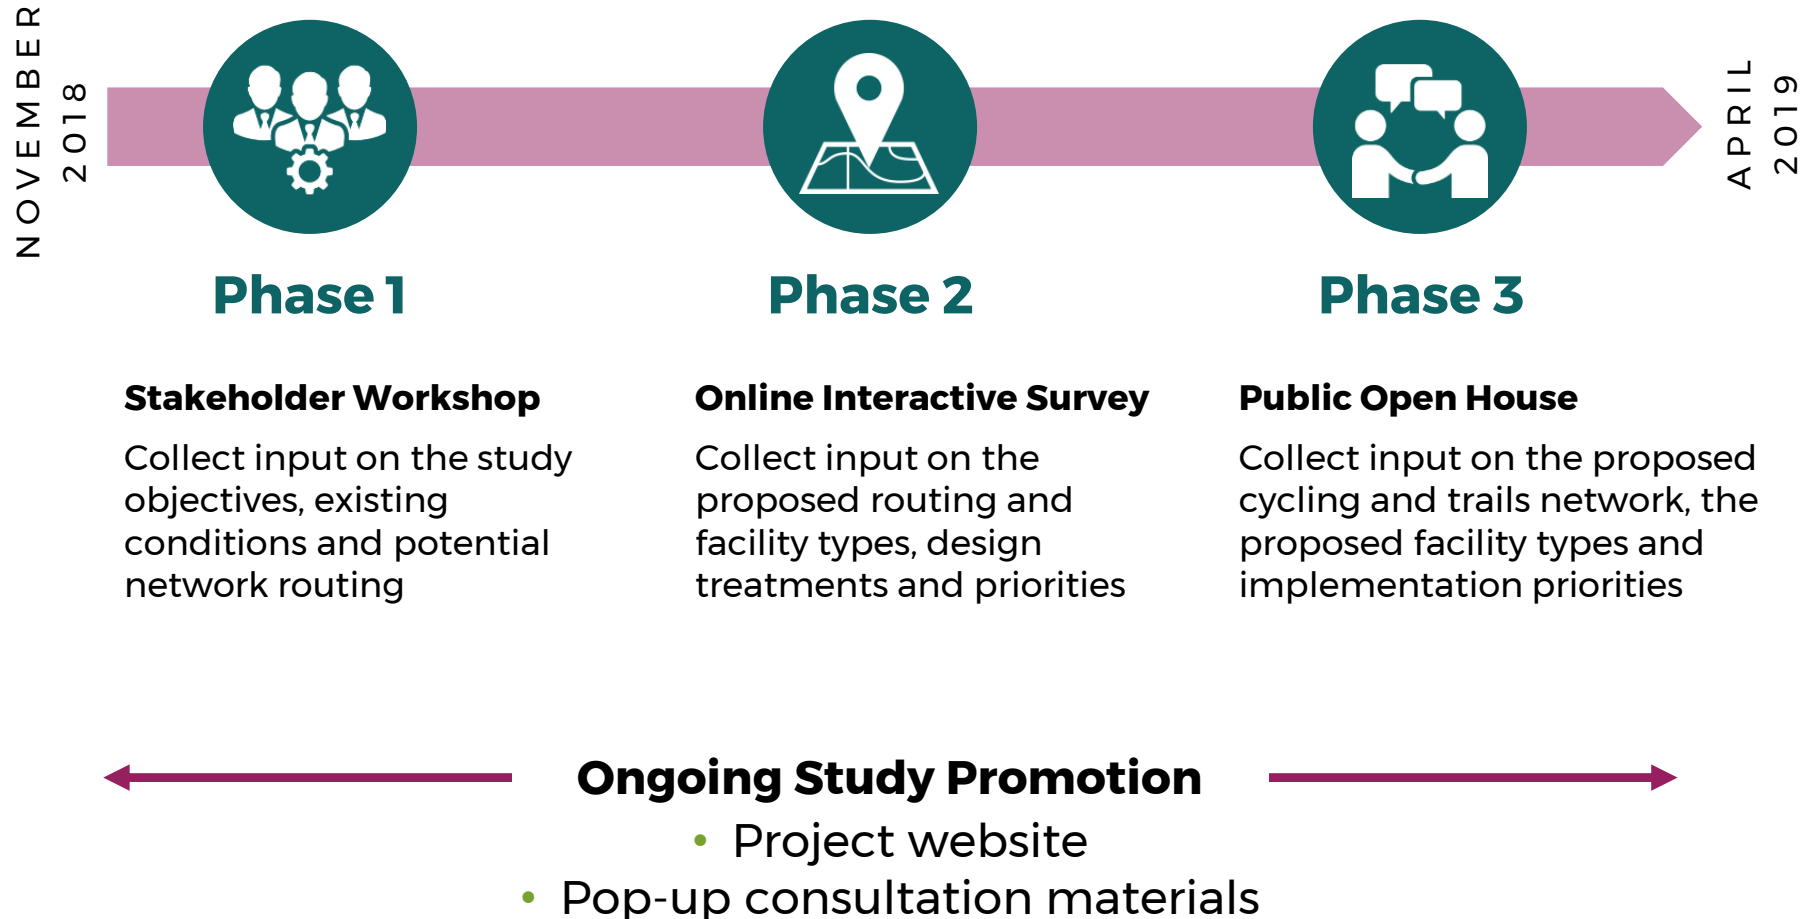 NOVEMBER
2018
APRIL
2019
Phase 1
Phase 2
Phase 3
Stakeholder Workshop
Collect input on the study
objectives, existing
conditions and potential
network routing
Online Interactive Survey
Collect input on the
proposed routing and
facility types, design
treatments and priorities
Public Open House
Collect input on the proposed
cycling and trails network, the
proposed facility types and
implementation priorities
Ongoing Study Promotion
• Project website
• Pop-up consultation materials